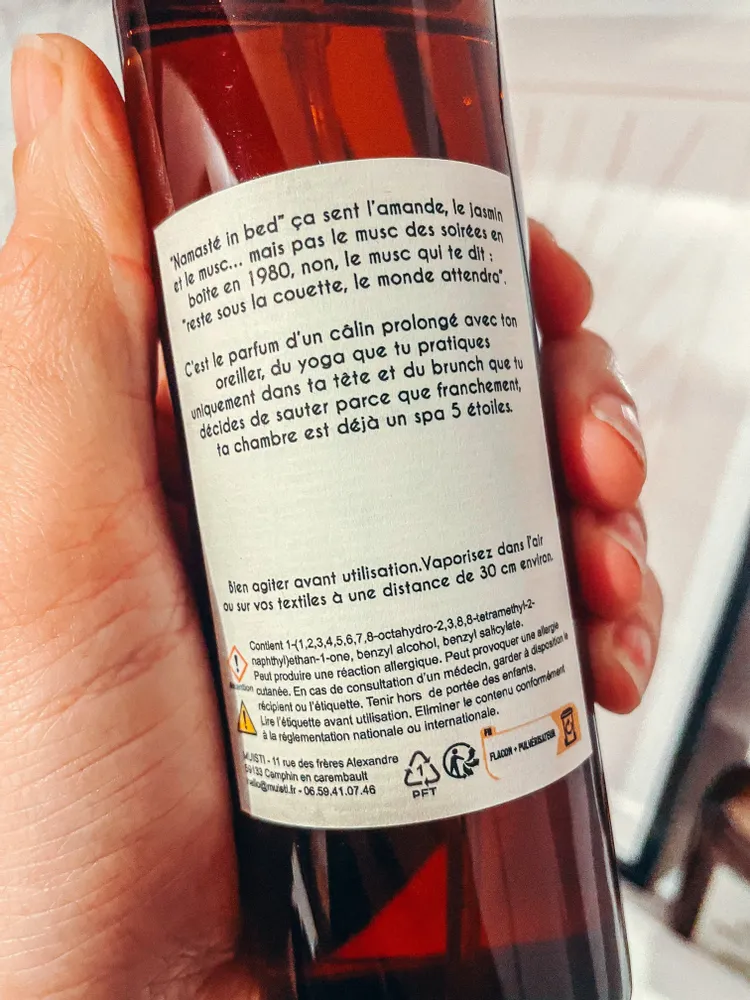 "Namasté in bed" ça sent l'amande, le jasmin
et le musc... mais pas le musc des soirées en
boîte en 1980, non, le musc qui te dit :
"reste sous la couette, le monde attendra".
C'est le parfum d'un câlin prolongé avec ton
oreiller, du yoga que tu pratiques
uniquement dans ta tête et du brunch que tu
décides de sauter parce que franchement,
ta chambre est déjà un spa 5 étoiles.
Bien agiter avant utilisation.Vaporisez dans l'air
ou sur vos textiles à une distance de 30 cm environ.
Contient 1-(1,2,3,4,5,6,7,8-octahydro-2,3,8,8-tetramethyl-2-
naphthyl)ethan-1-one, benzyl alcohol, benzyl salicylate.
Peut produire une réaction allergique. Peut provoquer une allergie
cutanée. En cas de consultation d'un médecin, garder à disposition le
récipient ou l'étiquette. Tenir hors de portée des enfants.
Lire l'étiquette avant utilisation. Eliminer le contenu conformément
à la réglementation nationale ou internationale.
MUISTI - 11 rue des frères Alexandre
59133 Camphin en carembault
hello@muisti.fr - 06.59.41.07.46
1
PET
FR
FLACON + PULVÉRISATEUR